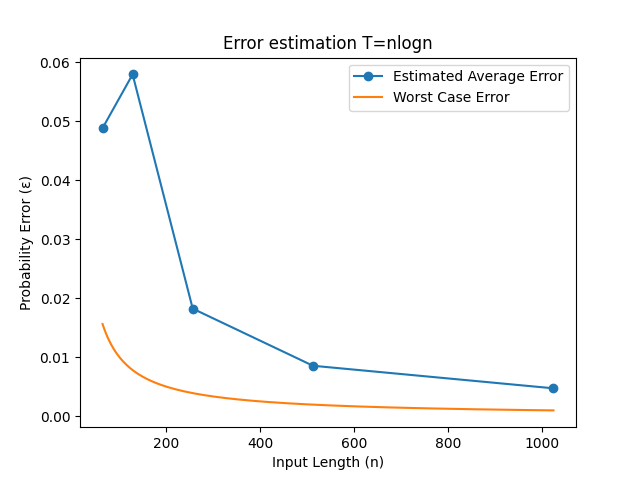 Error estimation T=nlogn
Estimated Average Error
Worst Case Error
Probability Error (ε)
0.06
0.05
0.04
0.03
0.02
0.01
0.00
200
400
600
800
1000
Input Length (n)